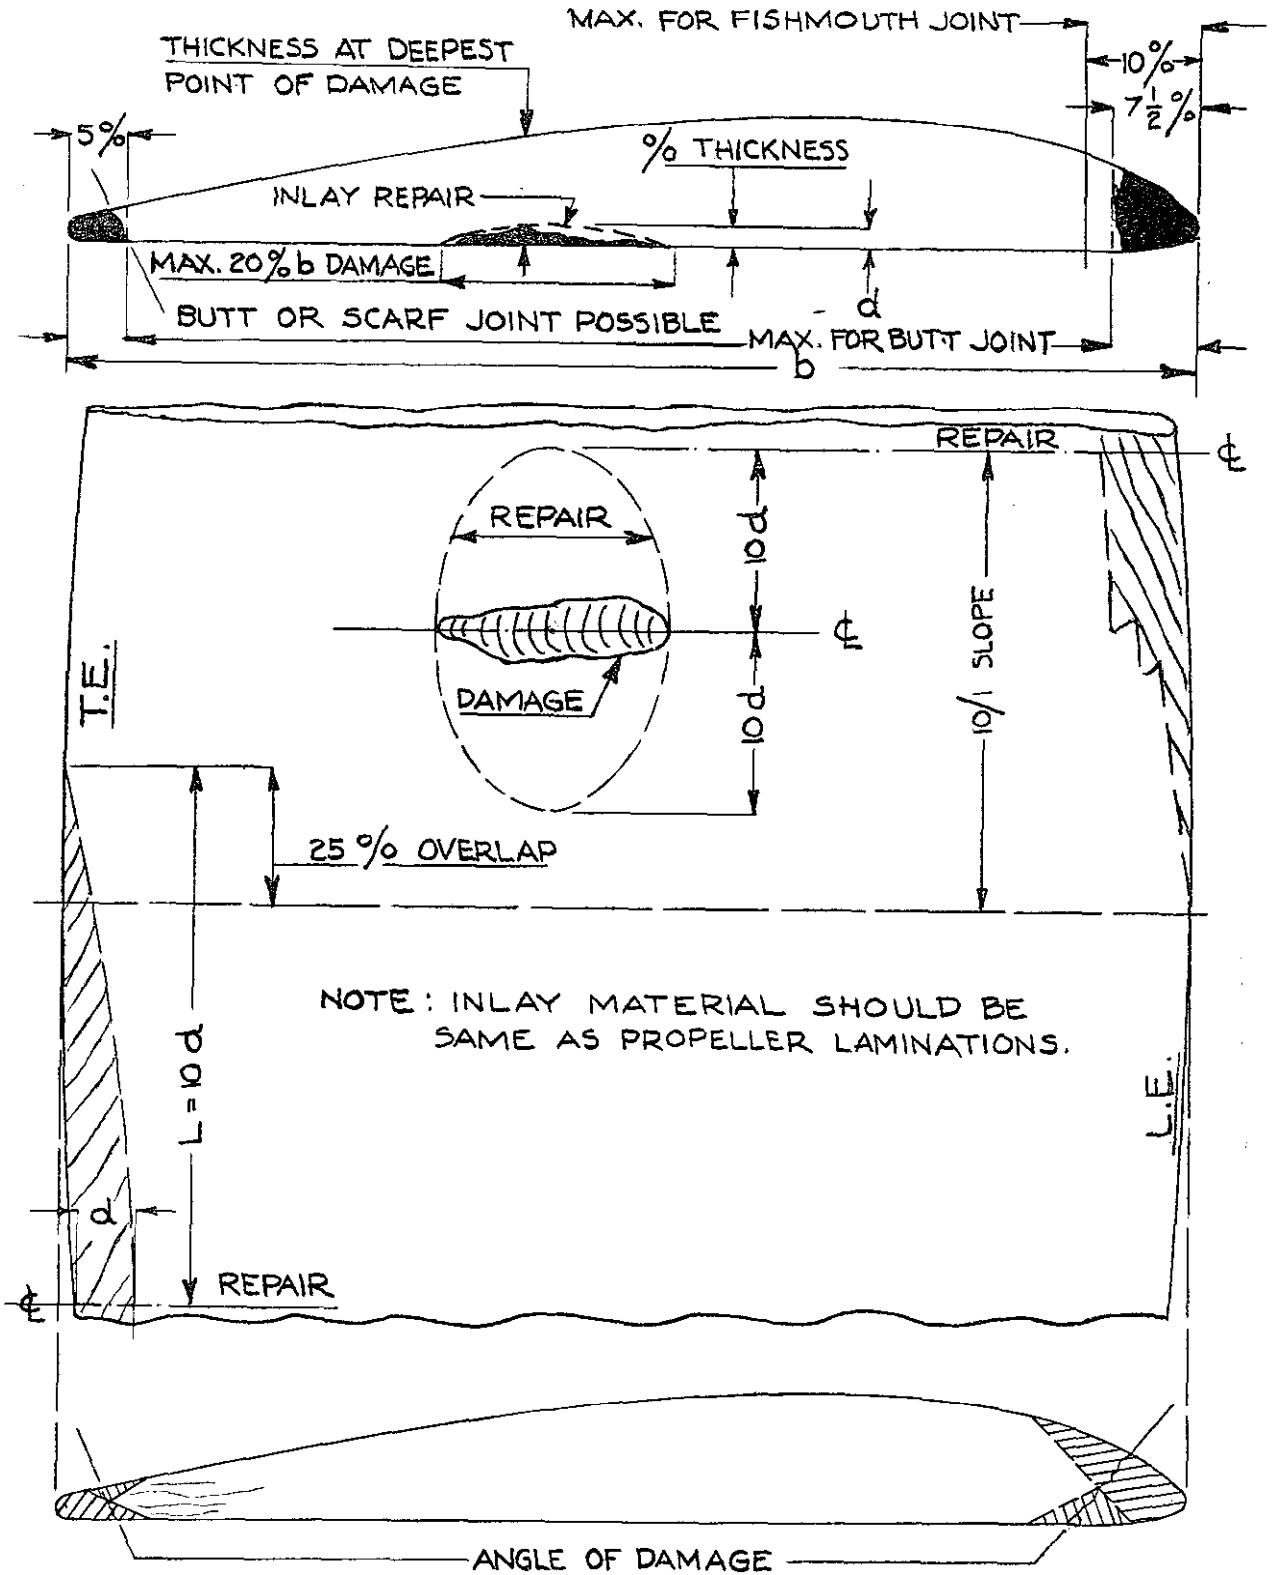 MAX. FOR FISHMOUTH JOINT
THICKNESS AT DEEPEST
POINT OF DAMAGE
10%
7 1/2 %
5%
% THICKNESS
INLAY REPAIR
MAX. 20% b DAMAGE
d
BUTT OR SCARF JOINT POSSIBLE
MAX. FOR BUTT JOINT
b
REPAIR
℄
REPAIR
10d
10/1 SLOPE
℄
DAMAGE
10d
T.E.
25% OVERLAP
NOTE: INLAY MATERIAL SHOULD BE
SAME AS PROPELLER LAMINATIONS.
L = 10d
L.E.
d
REPAIR
℄
ANGLE OF DAMAGE